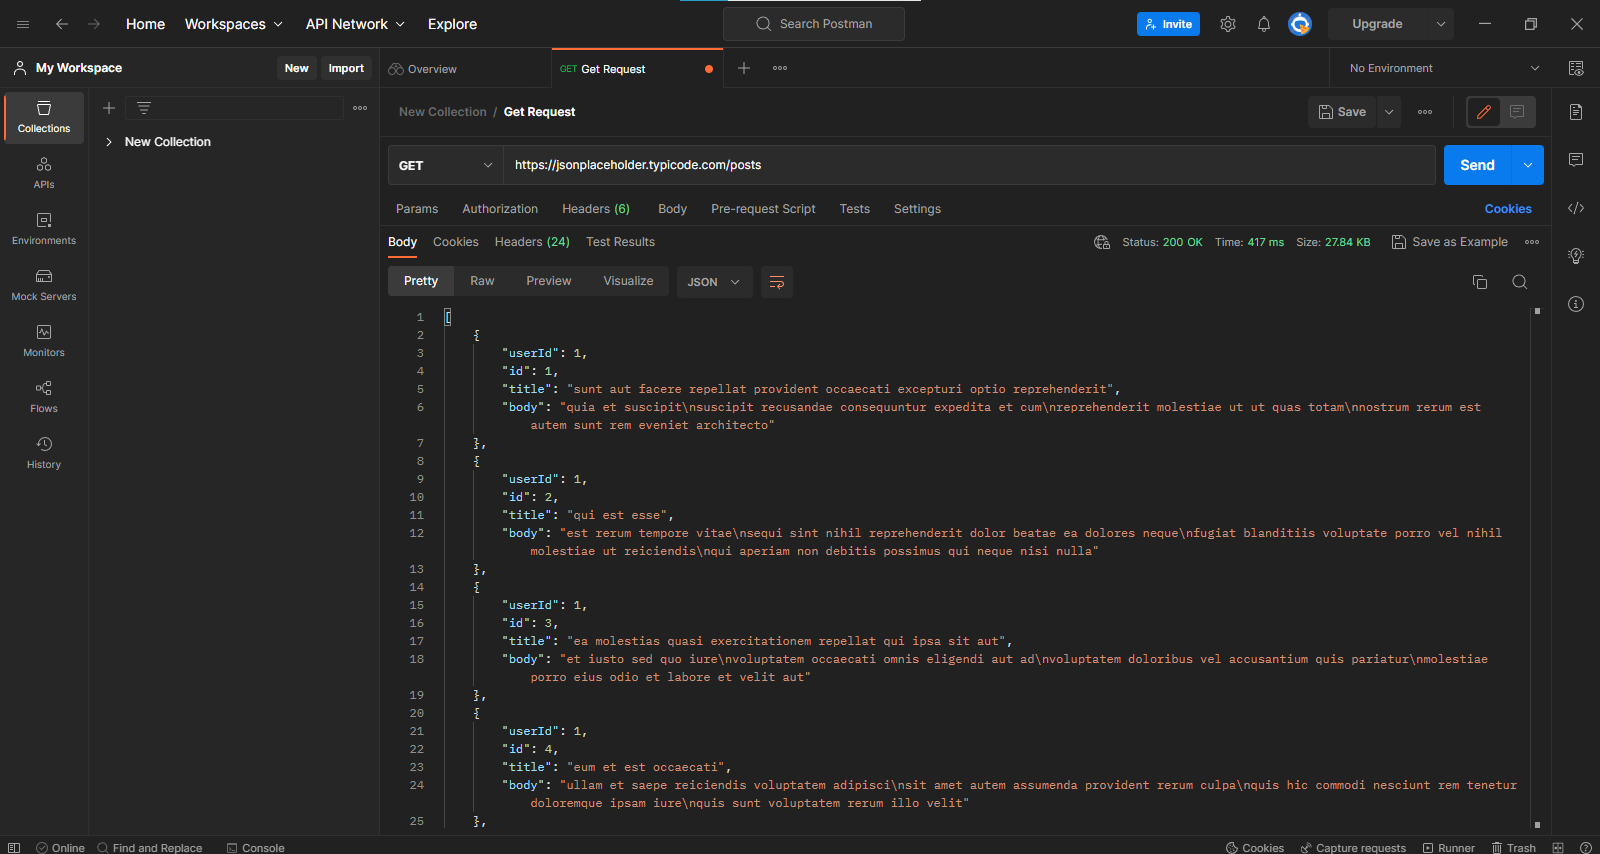 Home Workspaces API Network Explore Search Postman Invite Upgrade
My Workspace New Import Overview GET Get Request No Environment
New Collection / Get Request Save
Collections
New Collection
APIs
Environments
Mock Servers
Monitors
Flows
History
GET https://jsonplaceholder.typicode.com/posts Send
Params Authorization Headers (6) Body Pre-request Script Tests Settings Cookies
Body Cookies Headers (24) Test Results Status: 200 OK Time: 417 ms Size: 27.84 KB Save as Example
Pretty Raw Preview Visualize JSON
1 [
2 {
3 "userId": 1,
4 "id": 1,
5 "title": "sunt aut facere repellat provident occaecati excepturi optio reprehenderit",
6 "body": "quia et suscipit\nsuscipit recusandae consequuntur expedita et cum\nreprehenderit molestiae ut ut quas totam\nnostrum rerum est
autem sunt rem eveniet architecto"
7 },
8 {
9 "userId": 1,
10 "id": 2,
11 "title": "qui est esse",
12 "body": "est rerum tempore vitae\nsequi sint nihil reprehenderit dolor beatae ea dolores neque\nfugiat blanditiis voluptate porro vel nihil
molestiae ut reiciendis\nqui aperiam non debitis possimus qui neque nisi nulla"
13 },
14 {
15 "userId": 1,
16 "id": 3,
17 "title": "ea molestias quasi exercitationem repellat qui ipsa sit aut",
18 "body": "et iusto sed quo iure\nvoluptatem occaecati omnis eligendi aut ad\nvoluptatem doloribus vel accusantium quis pariatur\nmolestiae
porro eius odio et labore et velit aut"
19 },
20 {
21 "userId": 1,
22 "id": 4,
23 "title": "eum et est occaecati",
24 "body": "ullam et saepe reiciendis voluptatem adipisci\nsit amet autem assumenda provident rerum culpa\nquis hic commodi nesciunt rem tenetur
doloremque ipsam iure\nquis sunt voluptatem rerum illo velit"
25 },
Online Find and Replace Console Cookies Capture requests Runner Trash